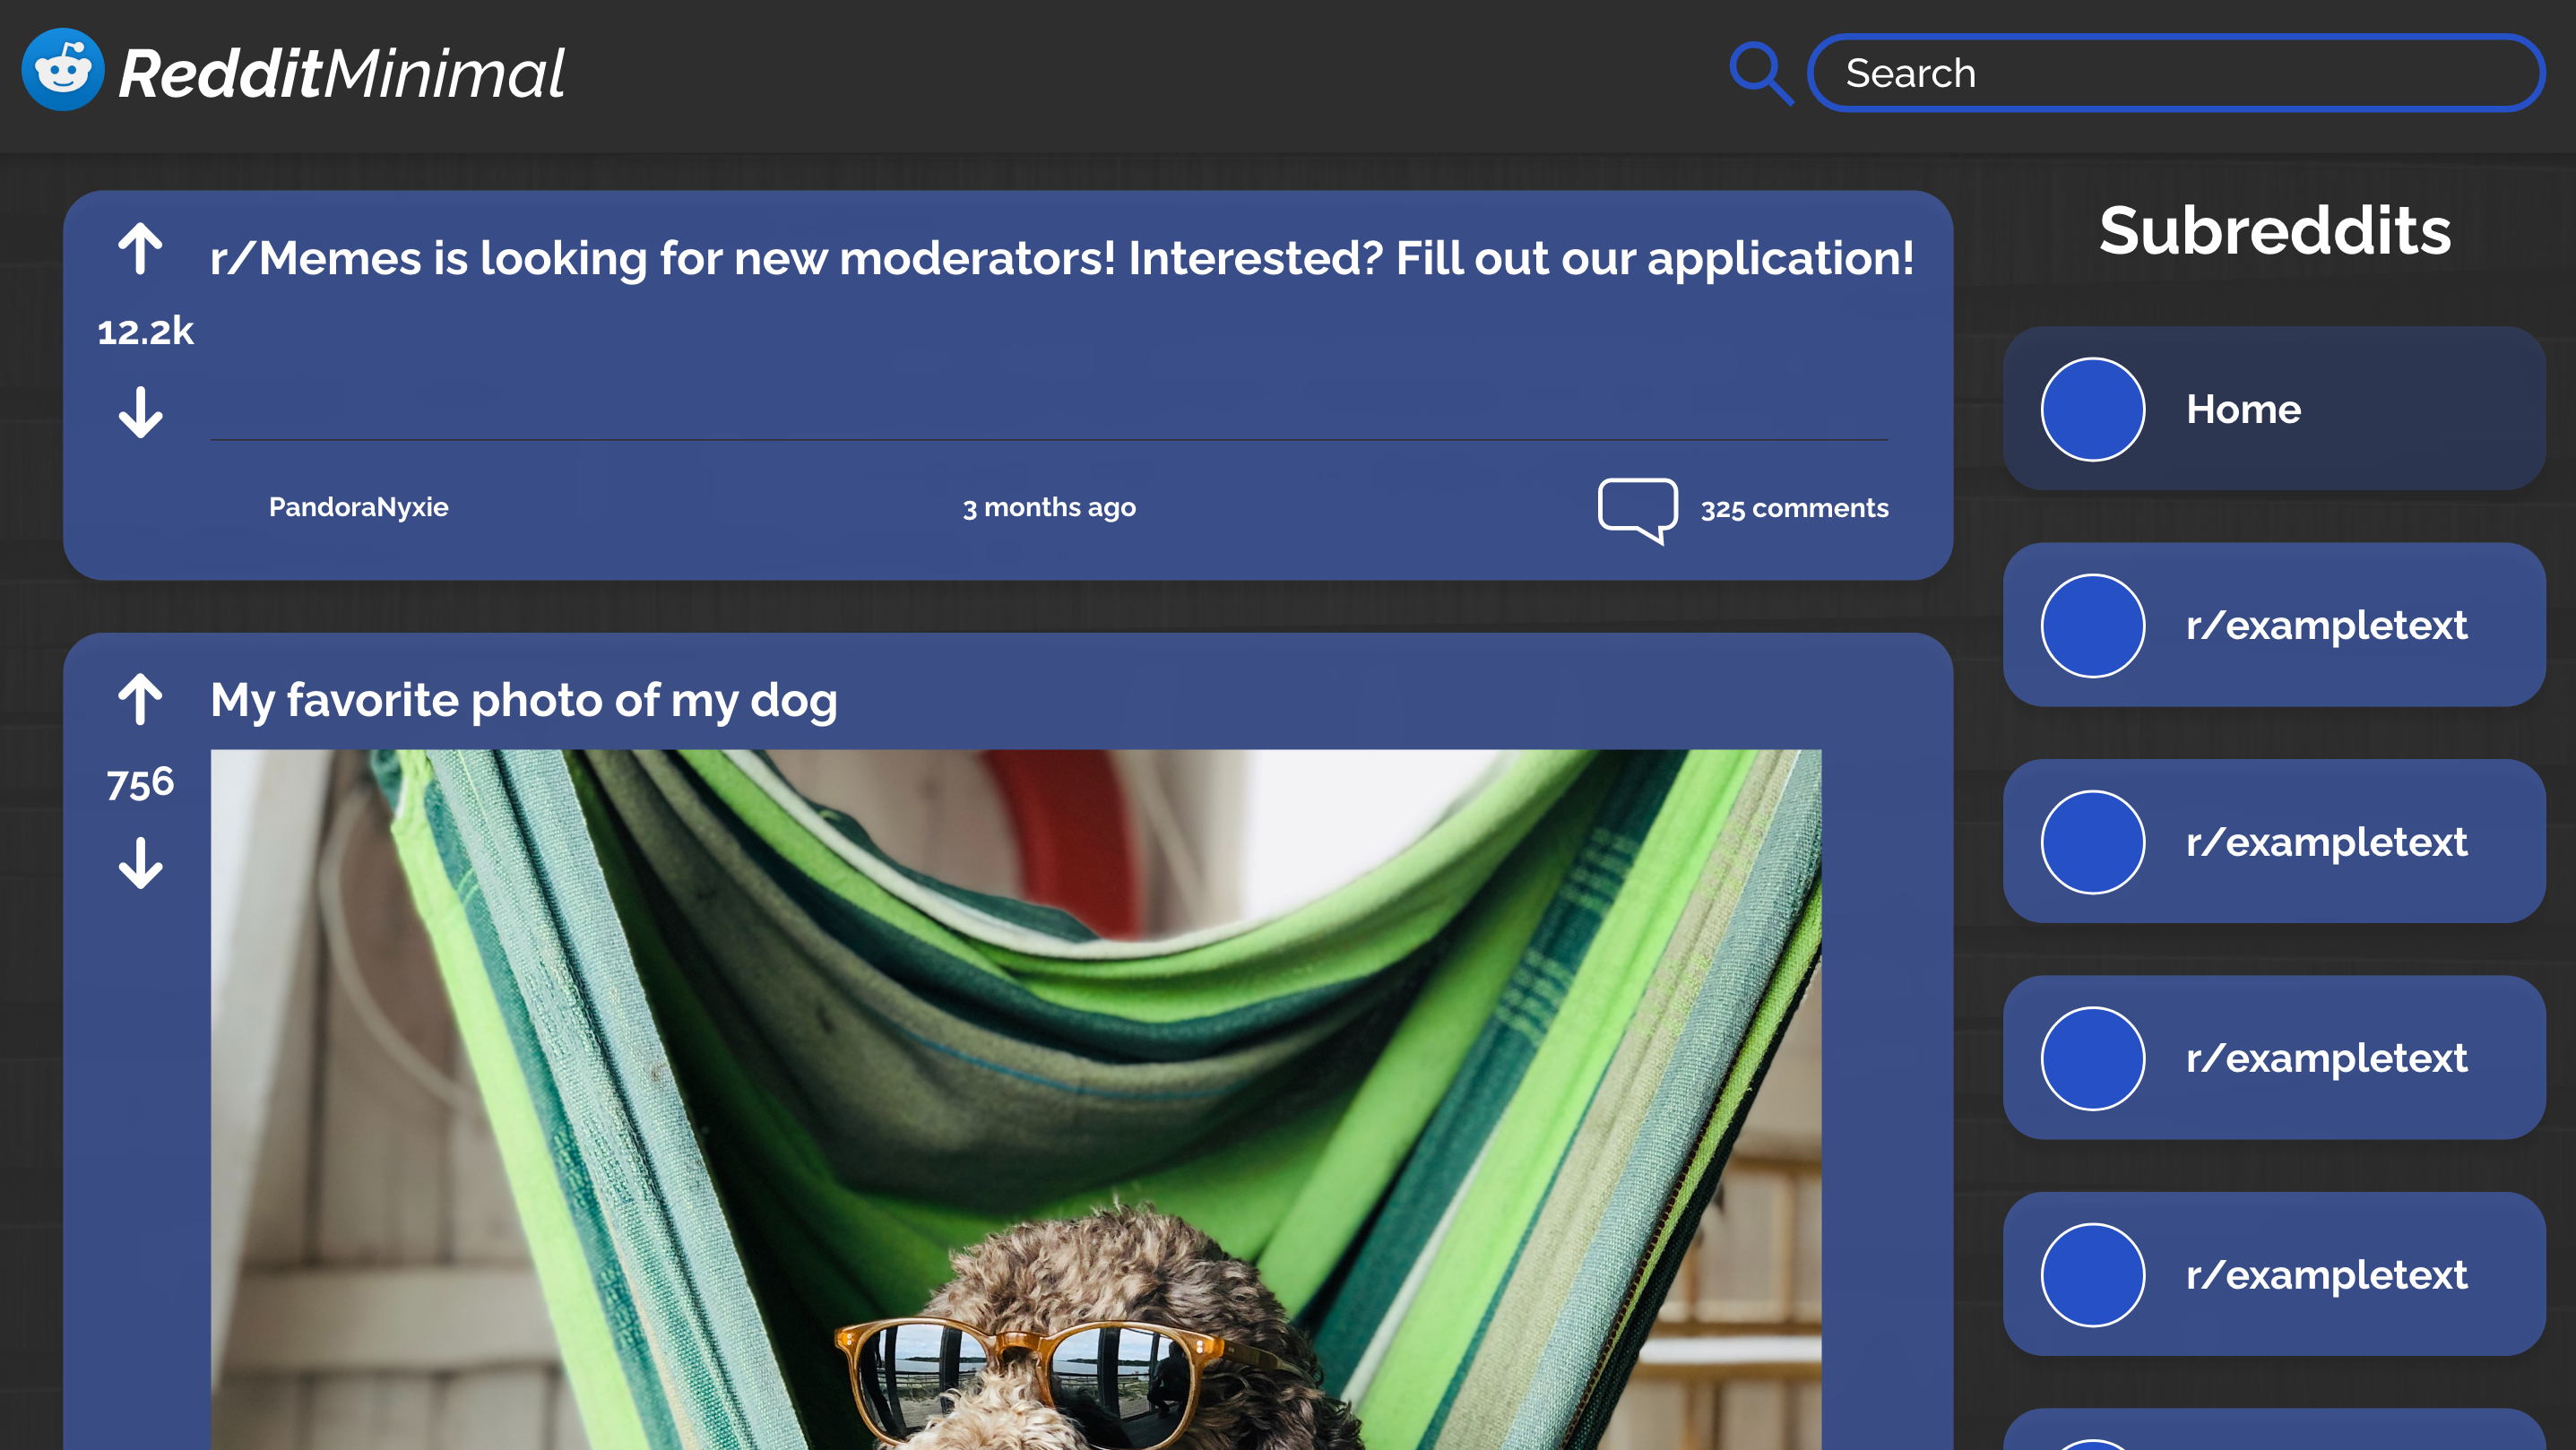 RedditMinimal
Search
r/Memes is looking for new moderators! Interested? Fill out our application!
12.2k
PandoraNyxie
3 months ago
325 comments
My favorite photo of my dog
756
Subreddits
Home
r/exampletext
r/exampletext
r/exampletext
r/exampletext